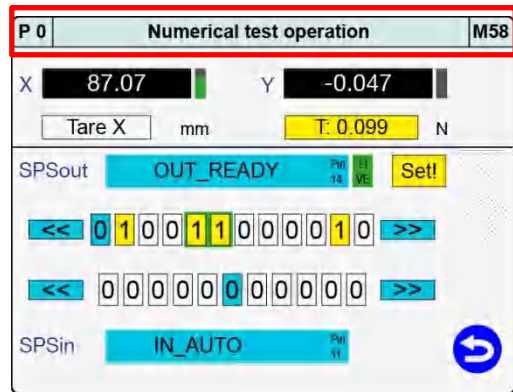 P 0 Numerical test operation M58
X 87.07 Y -0.047
Tare X mm T: 0.099 N
SPSout OUT_READY Pin 14 LI VE Set!
<< 0 1 0 0 1 1 0 0 0 0 1 0 >>
<< 0 0 0 0 0 0 0 0 0 0 0 0 >>
SPSin IN_AUTO Pin 11